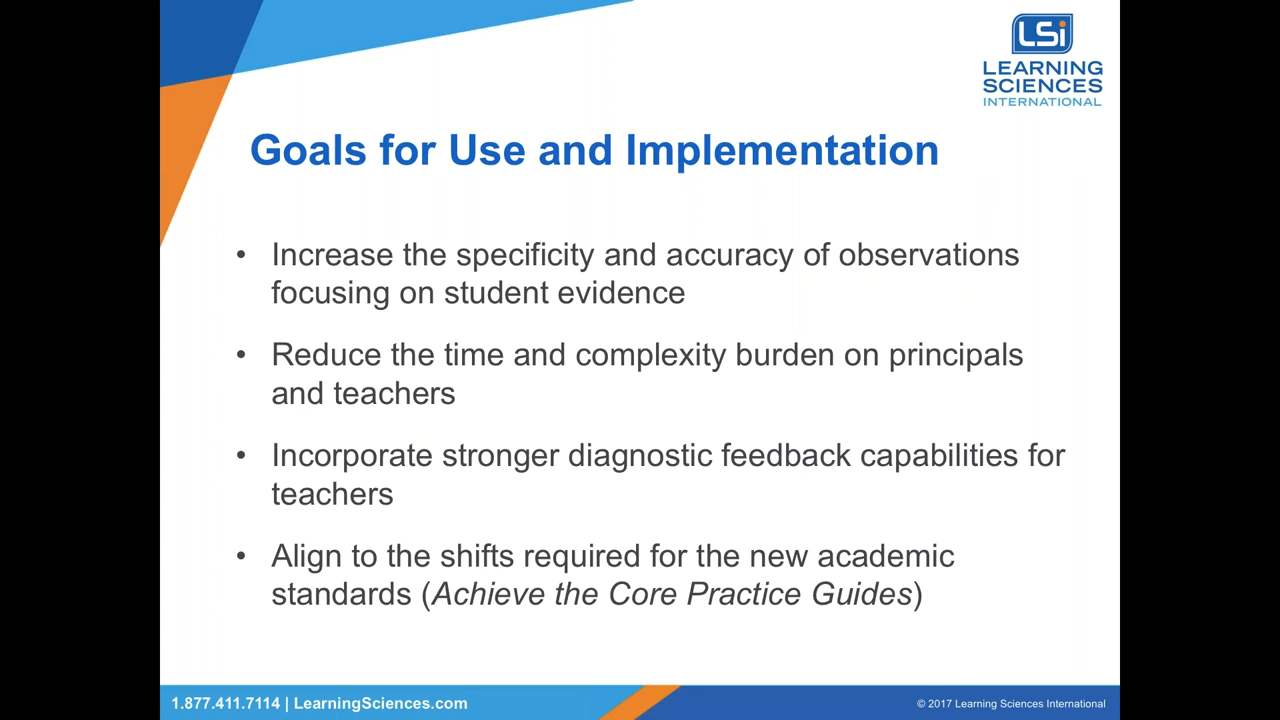 LSi
LEARNING
SCIENCES
INTERNATIONAL
Goals for Use and Implementation
• Increase the specificity and accuracy of observations
focusing on student evidence
• Reduce the time and complexity burden on principals
and teachers
• Incorporate stronger diagnostic feedback capabilities for
teachers
• Align to the shifts required for the new academic
standards (Achieve the Core Practice Guides)
1.877.411.7114 | LearningSciences.com
© 2017 Learning Sciences International